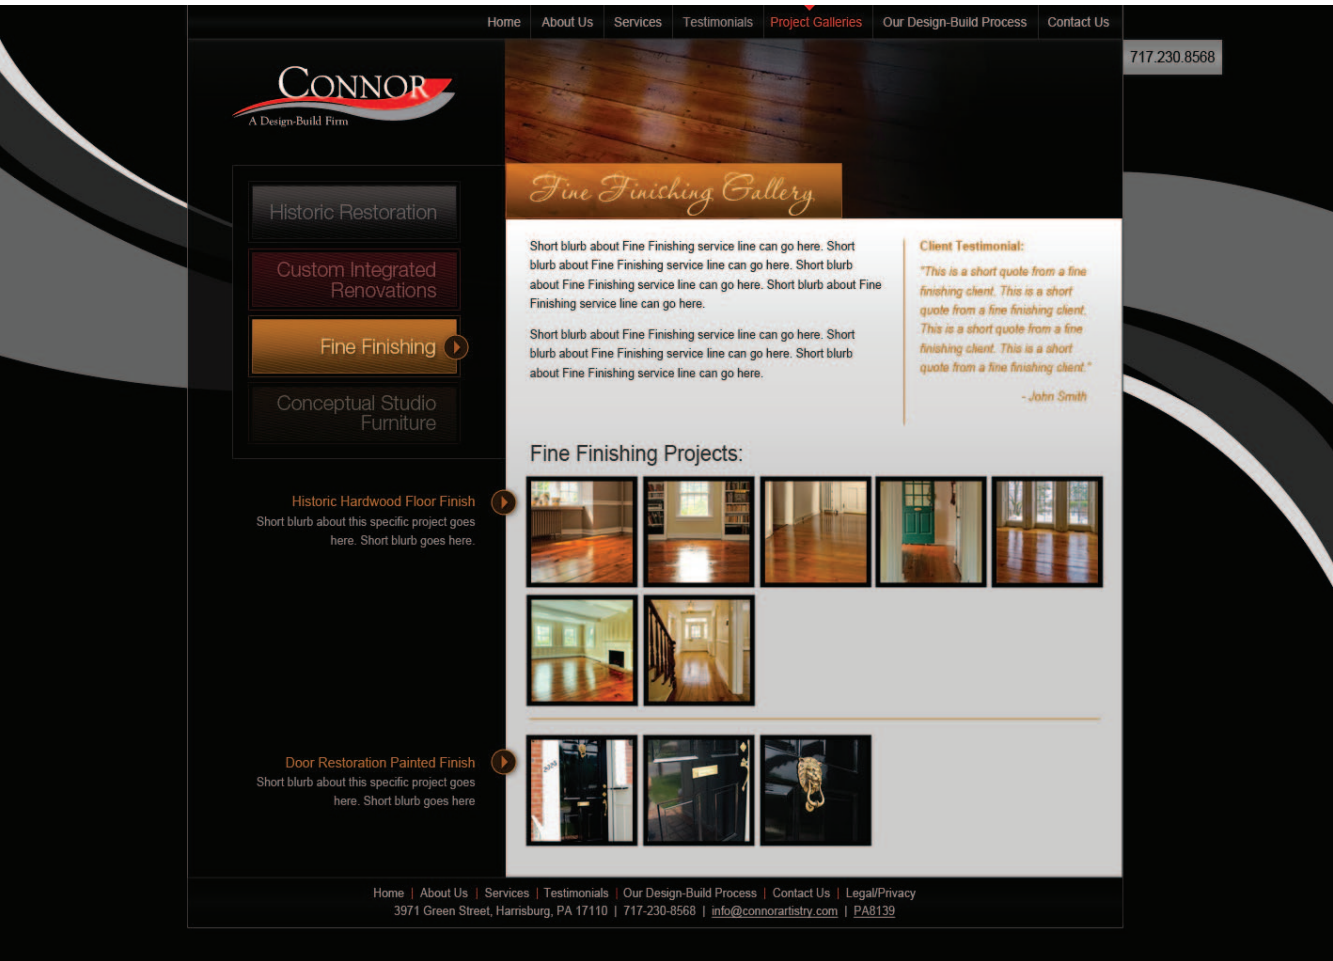 Home About Us Services Testimonials Project Galleries Our Design-Build Process Contact Us
717.230.8568
CONNOR
A Design-Build Firm
Historic Restoration
Custom Integrated
Renovations
Fine Finishing
Conceptual Studio
Furniture
Fine Finishing Gallery
Short blurb about Fine Finishing service line can go here. Short
blurb about Fine Finishing service line can go here. Short blurb
about Fine Finishing service line can go here. Short blurb about Fine
Finishing service line can go here.
Short blurb about Fine Finishing service line can go here. Short
blurb about Fine Finishing service line can go here. Short blurb
about Fine Finishing service line can go here.
Client Testimonial:
"This is a short quote from a fine
finishing client. This is a short
quote from a fine finishing client.
This is a short quote from a fine
finishing client. This is a short
quote from a fine finishing client."
- John Smith
Fine Finishing Projects:
Historic Hardwood Floor Finish
Short blurb about this specific project goes
here. Short blurb goes here.
Door Restoration Painted Finish
Short blurb about this specific project goes
here. Short blurb goes here
Home | About Us | Services | Testimonials | Our Design-Build Process | Contact Us | Legal/Privacy
3971 Green Street, Harrisburg, PA 17110 | 717-230-8568 | info@connorartistry.com | PA8139